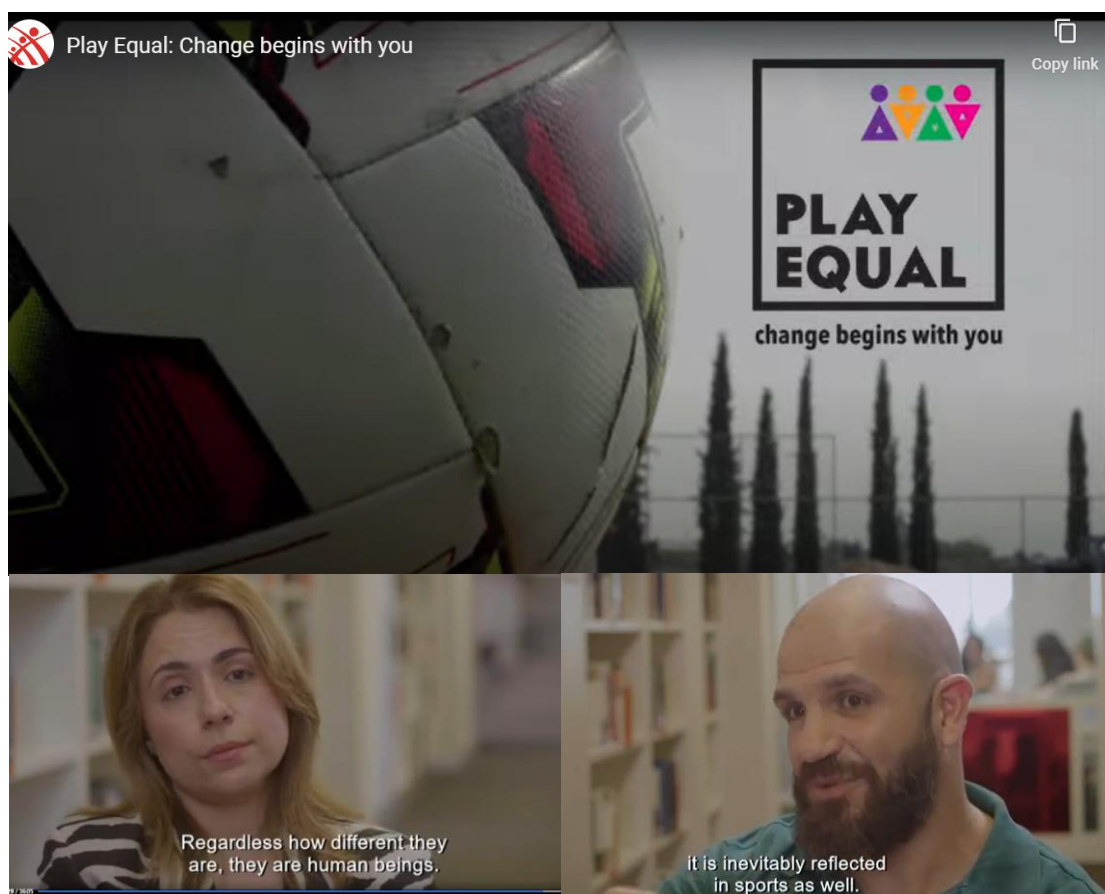 Play Equal: Change begins with you
Copy link
PLAY
EQUAL
change begins with you
Regardless how different they
are, they are human beings.
it is inevitably reflected
in sports as well.